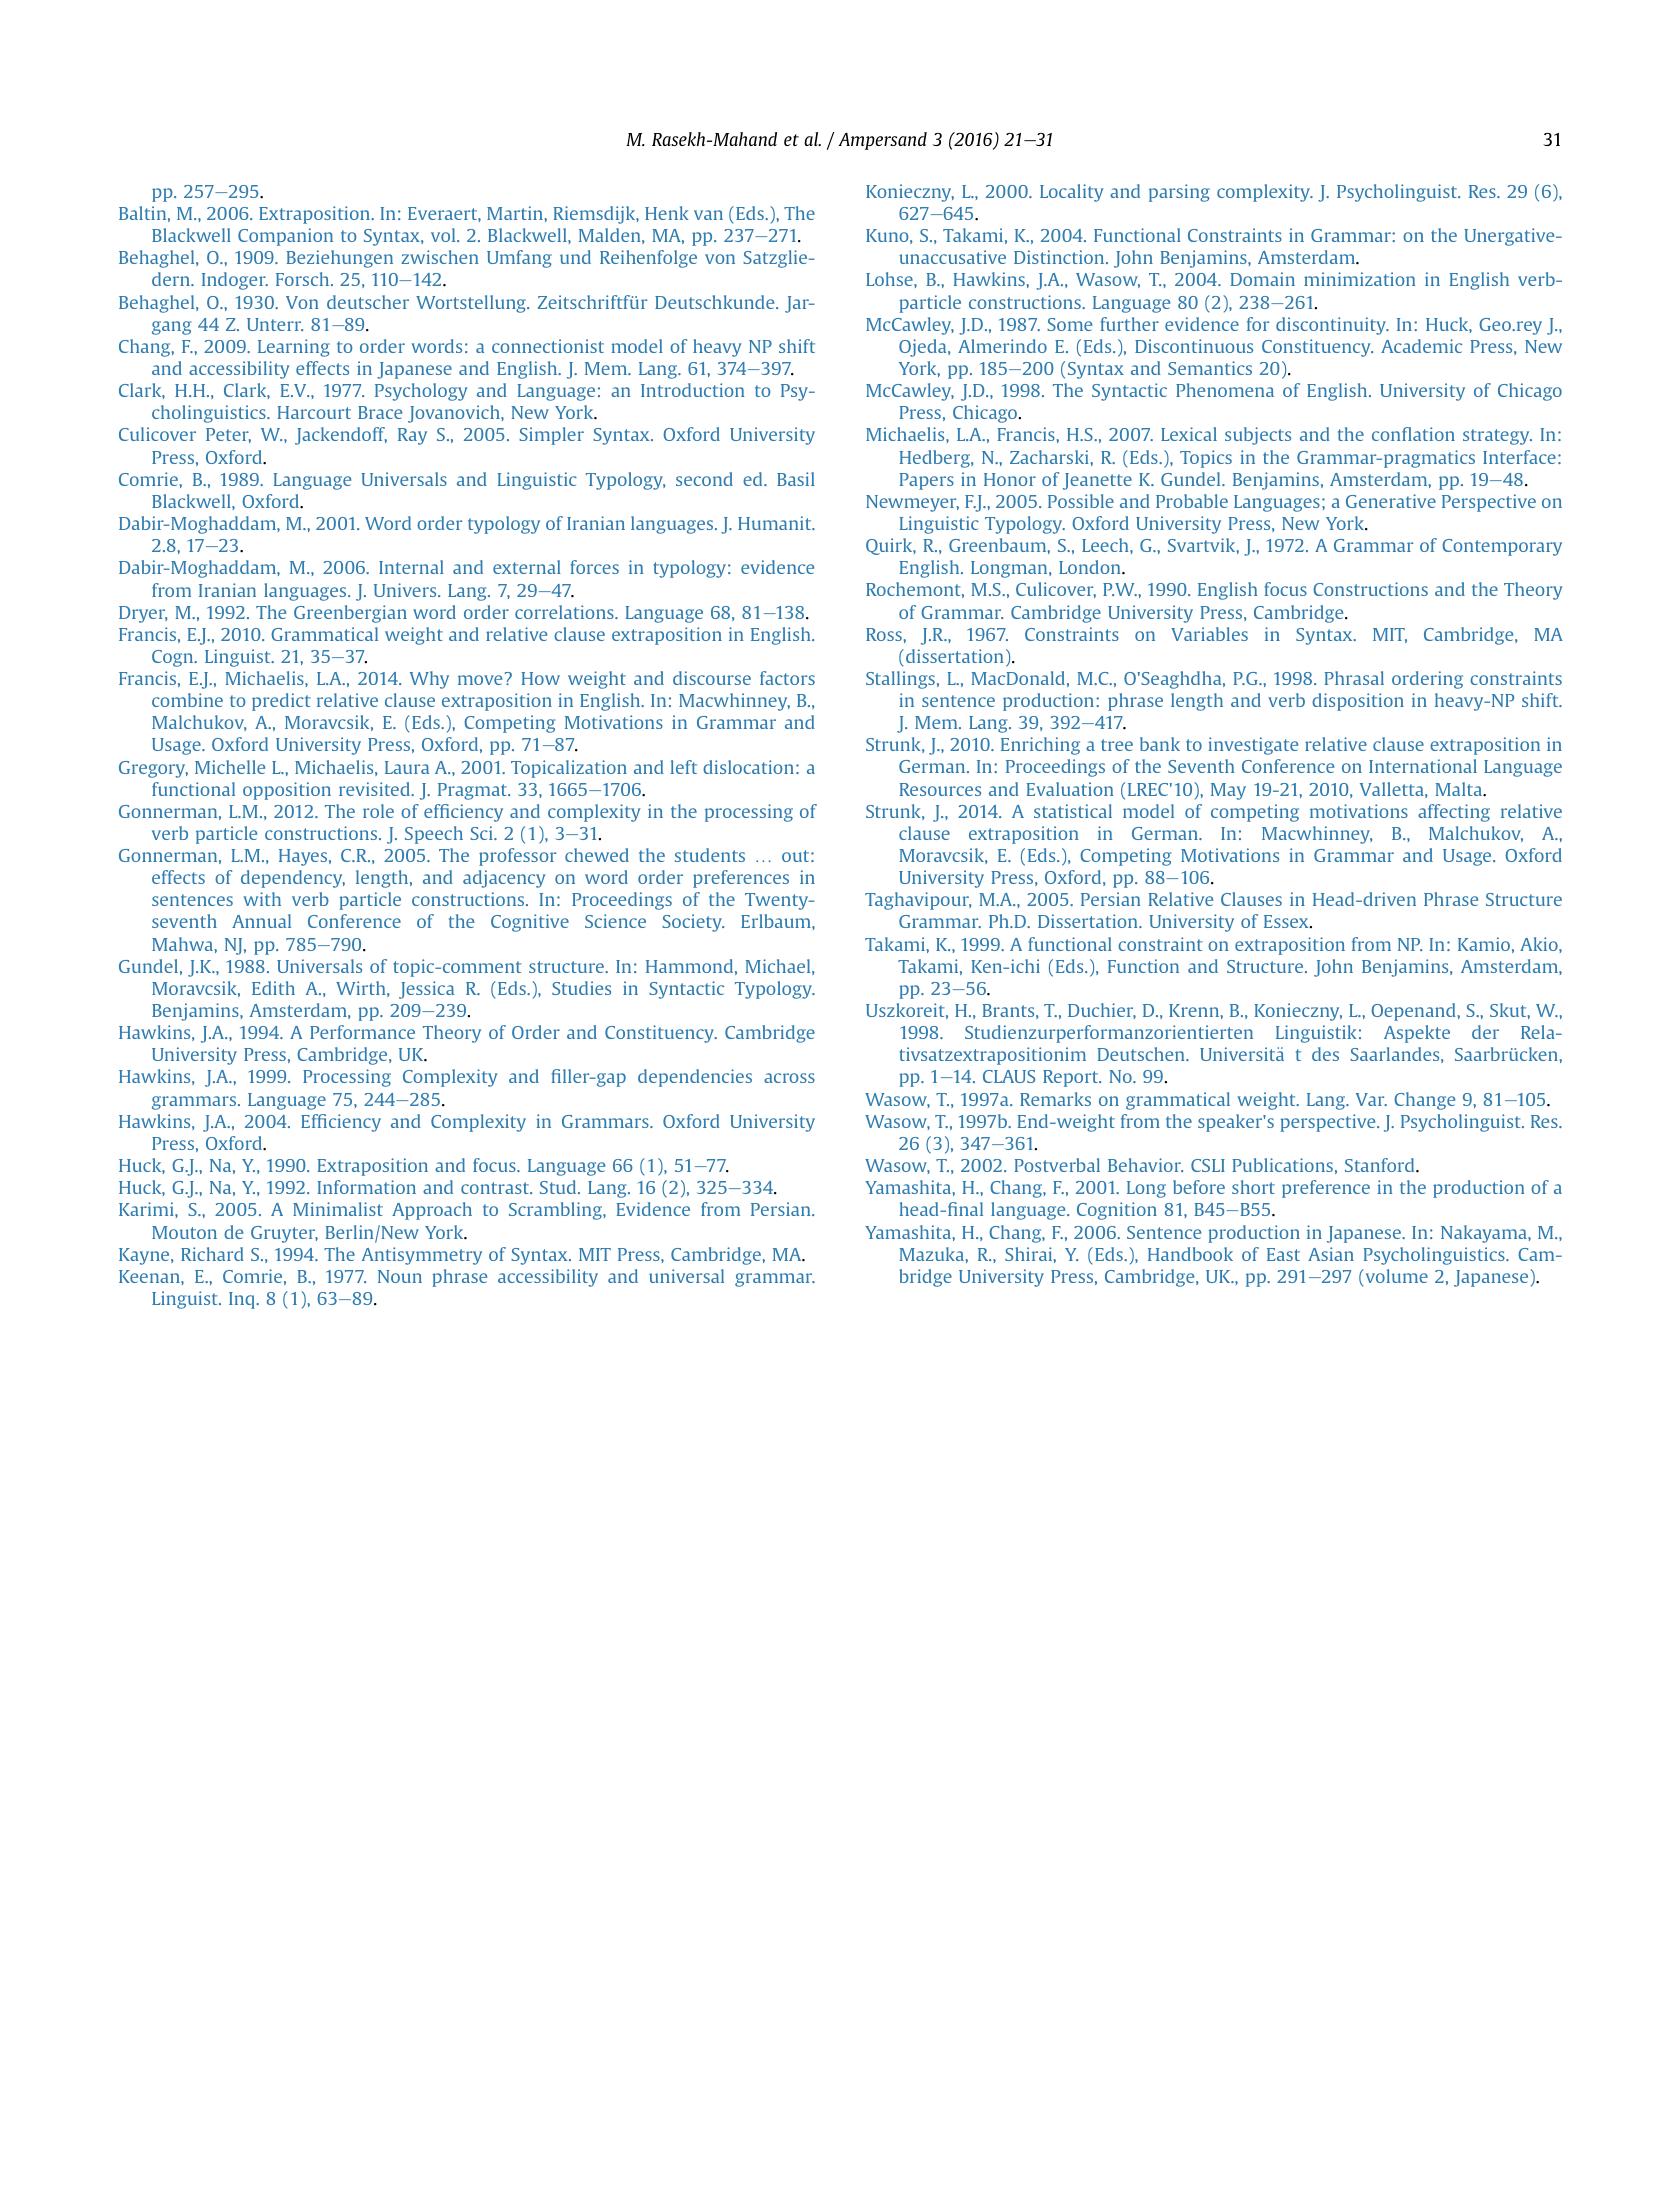 M. Rasekh-Mahand et al. / Ampersand 3 (2016) 21–31
31
pp. 257–295.
Baltin, M., 2006. Extraposition. In: Everaert, Martin, Riemsdijk, Henk van (Eds.), The
Blackwell Companion to Syntax, vol. 2. Blackwell, Malden, MA, pp. 237–271.
Behaghel, O., 1909. Beziehungen zwischen Umfang und Reihenfolge von Satzglie-
dern. Indoger. Forsch. 25, 110–142.
Behaghel, O., 1930. Von deutscher Wortstellung. Zeitschriftfür Deutschkunde. Jar-
gang 44 Z. Unterr. 81–89.
Chang, F., 2009. Learning to order words: a connectionist model of heavy NP shift
and accessibility effects in Japanese and English. J. Mem. Lang. 61, 374–397.
Clark, H.H., Clark, E.V., 1977. Psychology and Language: an Introduction to Psy-
cholinguistics. Harcourt Brace Jovanovich, New York.
Culicover Peter, W., Jackendoff, Ray S., 2005. Simpler Syntax. Oxford University
Press, Oxford.
Comrie, B., 1989. Language Universals and Linguistic Typology, second ed. Basil
Blackwell, Oxford.
Dabir-Moghaddam, M., 2001. Word order typology of Iranian languages. J. Humanit.
2.8, 17–23.
Dabir-Moghaddam, M., 2006. Internal and external forces in typology: evidence
from Iranian languages. J. Univers. Lang. 7, 29–47.
Dryer, M., 1992. The Greenbergian word order correlations. Language 68, 81–138.
Francis, E.J., 2010. Grammatical weight and relative clause extraposition in English.
Cogn. Linguist. 21, 35–37.
Francis, E.J., Michaelis, L.A., 2014. Why move? How weight and discourse factors
combine to predict relative clause extraposition in English. In: Macwhinney, B.,
Malchukov, A., Moravcsik, E. (Eds.), Competing Motivations in Grammar and
Usage. Oxford University Press, Oxford, pp. 71–87.
Gregory, Michelle L., Michaelis, Laura A., 2001. Topicalization and left dislocation: a
functional opposition revisited. J. Pragmat. 33, 1665–1706.
Gonnerman, L.M., 2012. The role of efficiency and complexity in the processing of
verb particle constructions. J. Speech Sci. 2 (1), 3–31.
Gonnerman, L.M., Hayes, C.R., 2005. The professor chewed the students … out:
effects of dependency, length, and adjacency on word order preferences in
sentences with verb particle constructions. In: Proceedings of the Twenty-
seventh Annual Conference of the Cognitive Science Society. Erlbaum,
Mahwa, NJ, pp. 785–790.
Gundel, J.K., 1988. Universals of topic-comment structure. In: Hammond, Michael,
Moravcsik, Edith A., Wirth, Jessica R. (Eds.), Studies in Syntactic Typology.
Benjamins, Amsterdam, pp. 209–239.
Hawkins, J.A., 1994. A Performance Theory of Order and Constituency. Cambridge
University Press, Cambridge, UK.
Hawkins, J.A., 1999. Processing Complexity and filler-gap dependencies across
grammars. Language 75, 244–285.
Hawkins, J.A., 2004. Efficiency and Complexity in Grammars. Oxford University
Press, Oxford.
Huck, G.J., Na, Y., 1990. Extraposition and focus. Language 66 (1), 51–77.
Huck, G.J., Na, Y., 1992. Information and contrast. Stud. Lang. 16 (2), 325–334.
Karimi, S., 2005. A Minimalist Approach to Scrambling, Evidence from Persian.
Mouton de Gruyter, Berlin/New York.
Kayne, Richard S., 1994. The Antisymmetry of Syntax. MIT Press, Cambridge, MA.
Keenan, E., Comrie, B., 1977. Noun phrase accessibility and universal grammar.
Linguist. Inq. 8 (1), 63–89.
Konieczny, L., 2000. Locality and parsing complexity. J. Psycholinguist. Res. 29 (6),
627–645.
Kuno, S., Takami, K., 2004. Functional Constraints in Grammar: on the Unergative-
unaccusative Distinction. John Benjamins, Amsterdam.
Lohse, B., Hawkins, J.A., Wasow, T., 2004. Domain minimization in English verb-
particle constructions. Language 80 (2), 238–261.
McCawley, J.D., 1987. Some further evidence for discontinuity. In: Huck, Geo.rey J.,
Ojeda, Almerindo E. (Eds.), Discontinuous Constituency. Academic Press, New
York, pp. 185–200 (Syntax and Semantics 20).
McCawley, J.D., 1998. The Syntactic Phenomena of English. University of Chicago
Press, Chicago.
Michaelis, L.A., Francis, H.S., 2007. Lexical subjects and the conflation strategy. In:
Hedberg, N., Zacharski, R. (Eds.), Topics in the Grammar-pragmatics Interface:
Papers in Honor of Jeanette K. Gundel. Benjamins, Amsterdam, pp. 19–48.
Newmeyer, F.J., 2005. Possible and Probable Languages; a Generative Perspective on
Linguistic Typology. Oxford University Press, New York.
Quirk, R., Greenbaum, S., Leech, G., Svartvik, J., 1972. A Grammar of Contemporary
English. Longman, London.
Rochemont, M.S., Culicover, P.W., 1990. English focus Constructions and the Theory
of Grammar. Cambridge University Press, Cambridge.
Ross, J.R., 1967. Constraints on Variables in Syntax. MIT, Cambridge, MA
(dissertation).
Stallings, L., MacDonald, M.C., O'Seaghdha, P.G., 1998. Phrasal ordering constraints
in sentence production: phrase length and verb disposition in heavy-NP shift.
J. Mem. Lang. 39, 392–417.
Strunk, J., 2010. Enriching a tree bank to investigate relative clause extraposition in
German. In: Proceedings of the Seventh Conference on International Language
Resources and Evaluation (LREC'10), May 19-21, 2010, Valletta, Malta.
Strunk, J., 2014. A statistical model of competing motivations affecting relative
clause extraposition in German. In: Macwhinney, B., Malchukov, A.,
Moravcsik, E. (Eds.), Competing Motivations in Grammar and Usage. Oxford
University Press, Oxford, pp. 88–106.
Taghavipour, M.A., 2005. Persian Relative Clauses in Head-driven Phrase Structure
Grammar. Ph.D. Dissertation. University of Essex.
Takami, K., 1999. A functional constraint on extraposition from NP. In: Kamio, Akio,
Takami, Ken-ichi (Eds.), Function and Structure. John Benjamins, Amsterdam,
pp. 23–56.
Uszkoreit, H., Brants, T., Duchier, D., Krenn, B., Konieczny, L., Oepenand, S., Skut, W.,
1998. Studienzurperformanzorientierten Linguistik: Aspekte der Rela-
tivsatzextrapositionim Deutschen. Universitä t des Saarlandes, Saarbrücken,
pp. 1–14. CLAUS Report. No. 99.
Wasow, T., 1997a. Remarks on grammatical weight. Lang. Var. Change 9, 81–105.
Wasow, T., 1997b. End-weight from the speaker's perspective. J. Psycholinguist. Res.
26 (3), 347–361.
Wasow, T., 2002. Postverbal Behavior. CSLI Publications, Stanford.
Yamashita, H., Chang, F., 2001. Long before short preference in the production of a
head-final language. Cognition 81, B45–B55.
Yamashita, H., Chang, F., 2006. Sentence production in Japanese. In: Nakayama, M.,
Mazuka, R., Shirai, Y. (Eds.), Handbook of East Asian Psycholinguistics. Cam-
bridge University Press, Cambridge, UK., pp. 291–297 (volume 2, Japanese).